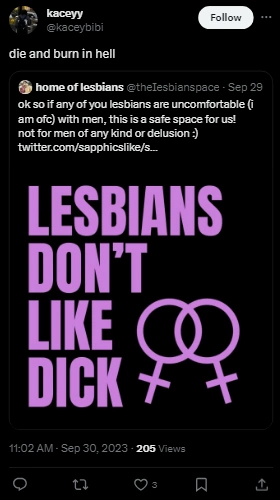 kaceyy
Follow
@kaceybibi
die and burn in hell
home of lesbians @thelesbianspace · Sep 29
ok so if any of you lesbians are uncomfortable (i
am ofc) with men, this is a safe space for us!
not for men of any kind or delusion :)
twitter.com/sapphicslike/s...
LESBIANS
DON'T
LIKE
DICK
11:02 AM · Sep 30, 2023 · 205 Views
3